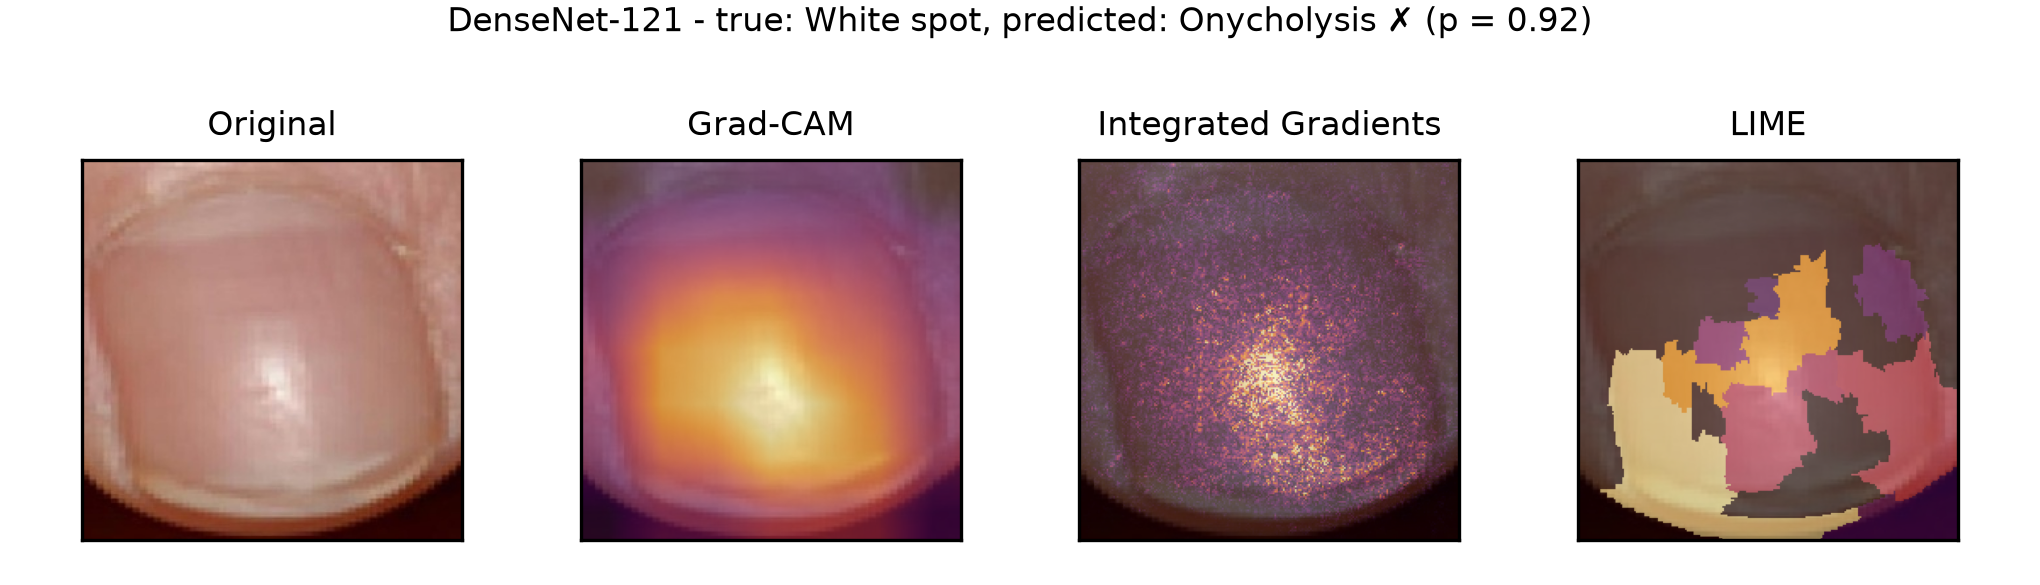 DenseNet-121 - true: White spot, predicted: Onycholysis ✗ (p = 0.92)
Original
Grad-CAM
Integrated Gradients
LIME